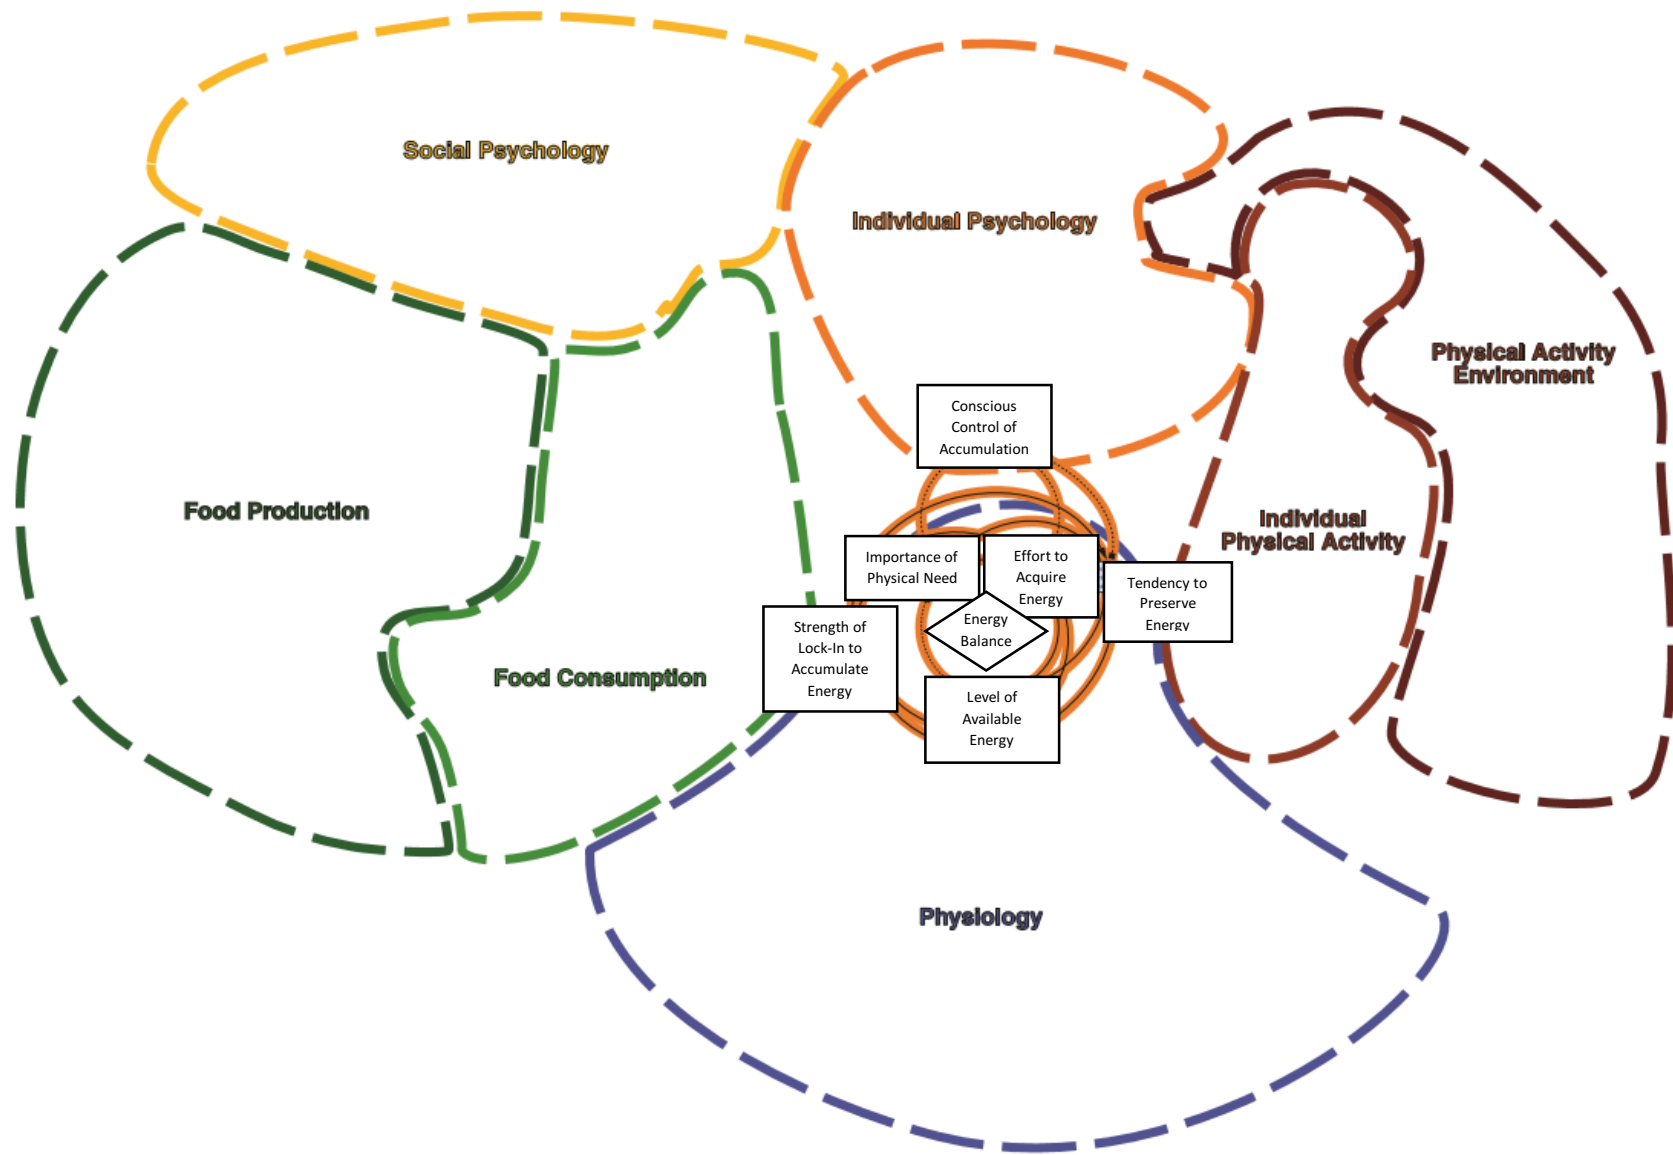 Social Psychology
Individual Psychology
Physical Activity
Environment
Conscious
Control of
Accumulation
Food Production
Individual
Physical Activity
Importance of
Physical Need
Effort to
Acquire
Energy
Tendency to
Preserve
Energy
Strength of
Lock-In to
Accumulate
Energy
Energy
Balance
Food Consumption
Level of
Available
Energy
Physiology